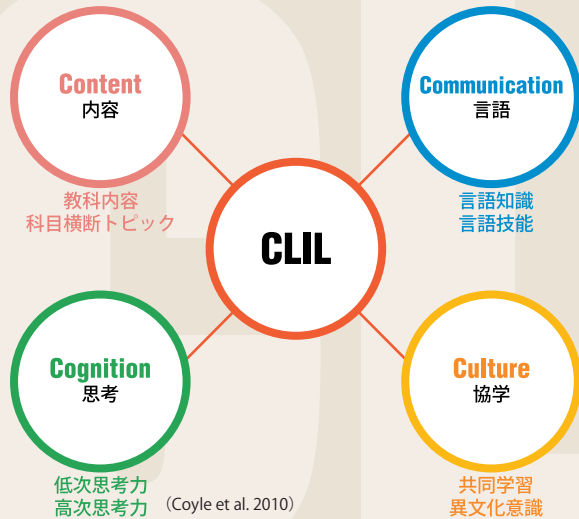 Content
内容
教科内容
科目横断トピック
Communication
言語
言語知識
言語技能
CLIL
Cognition
思考
低次思考力
高次思考力
(Coyle et al. 2010)
Culture
協学
共同学習
異文化意識